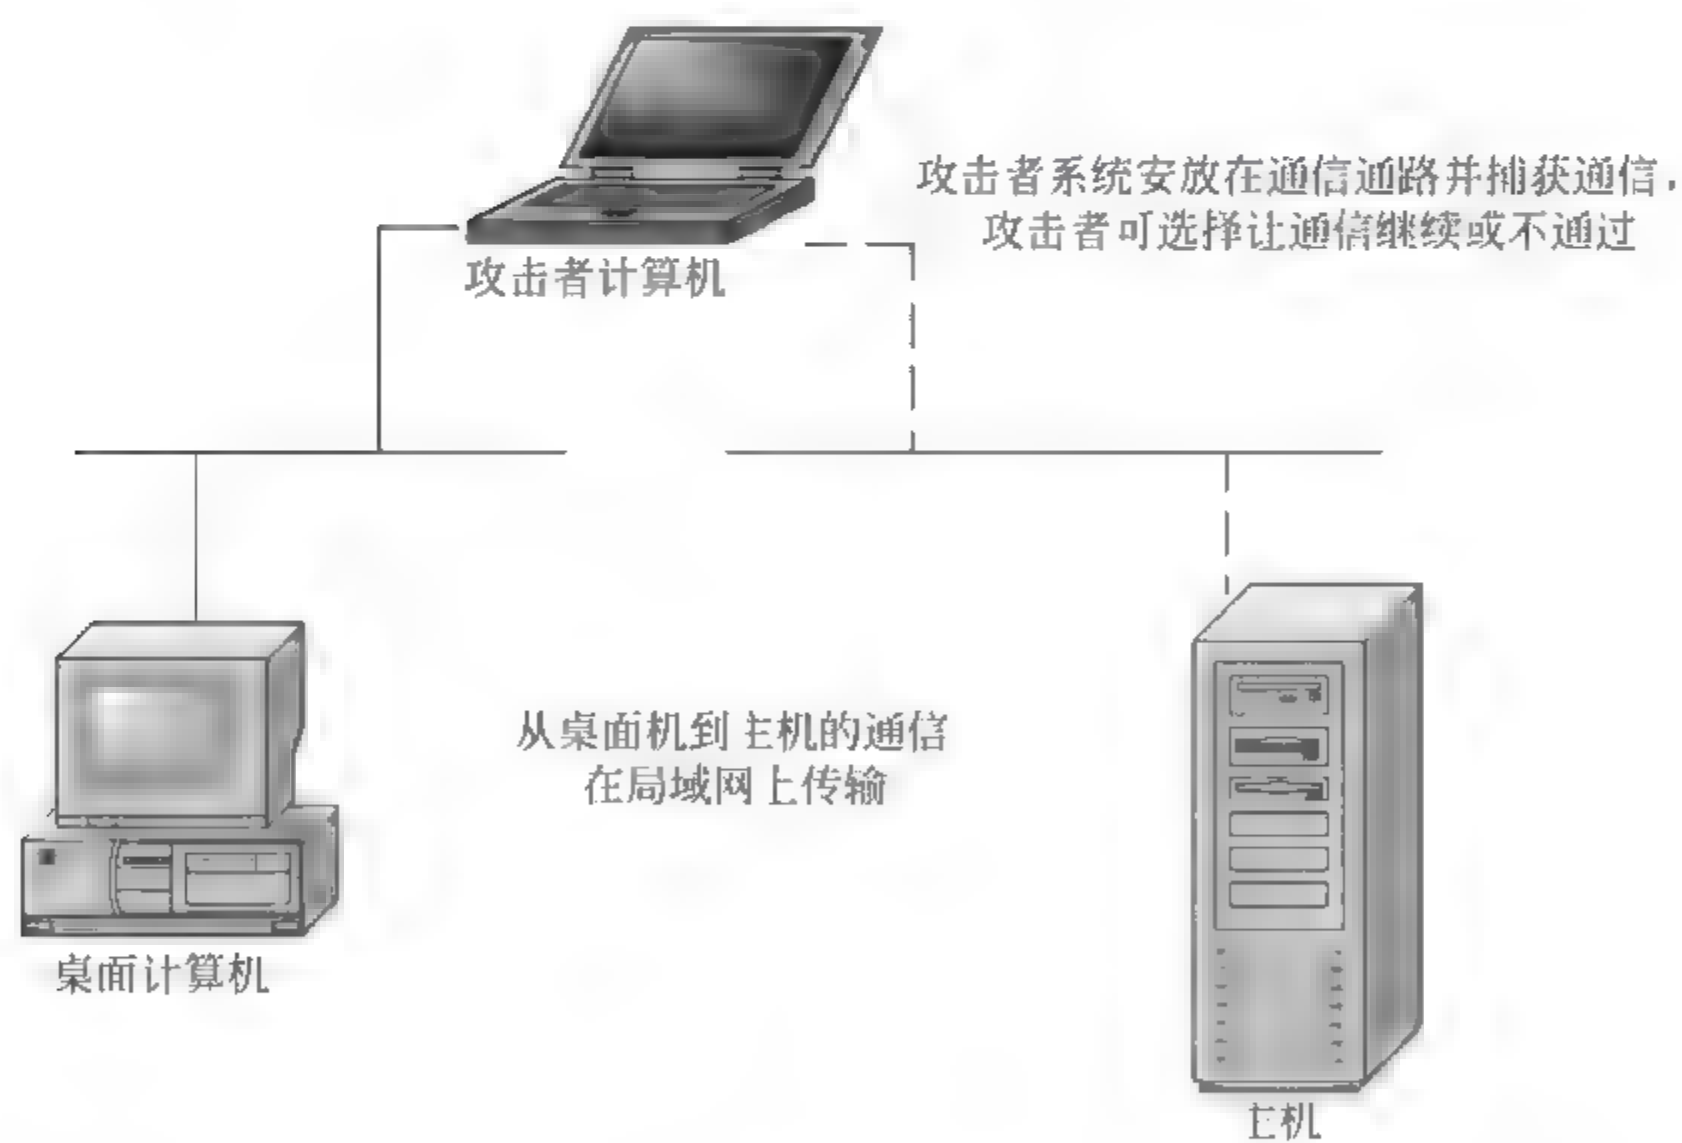 攻击者系统安放在通信通路并捕获通信，
攻击者可选择让通信继续或不通过
攻击者计算机
从桌面机到主机的通信
在局域网上传输
桌面计算机
主机